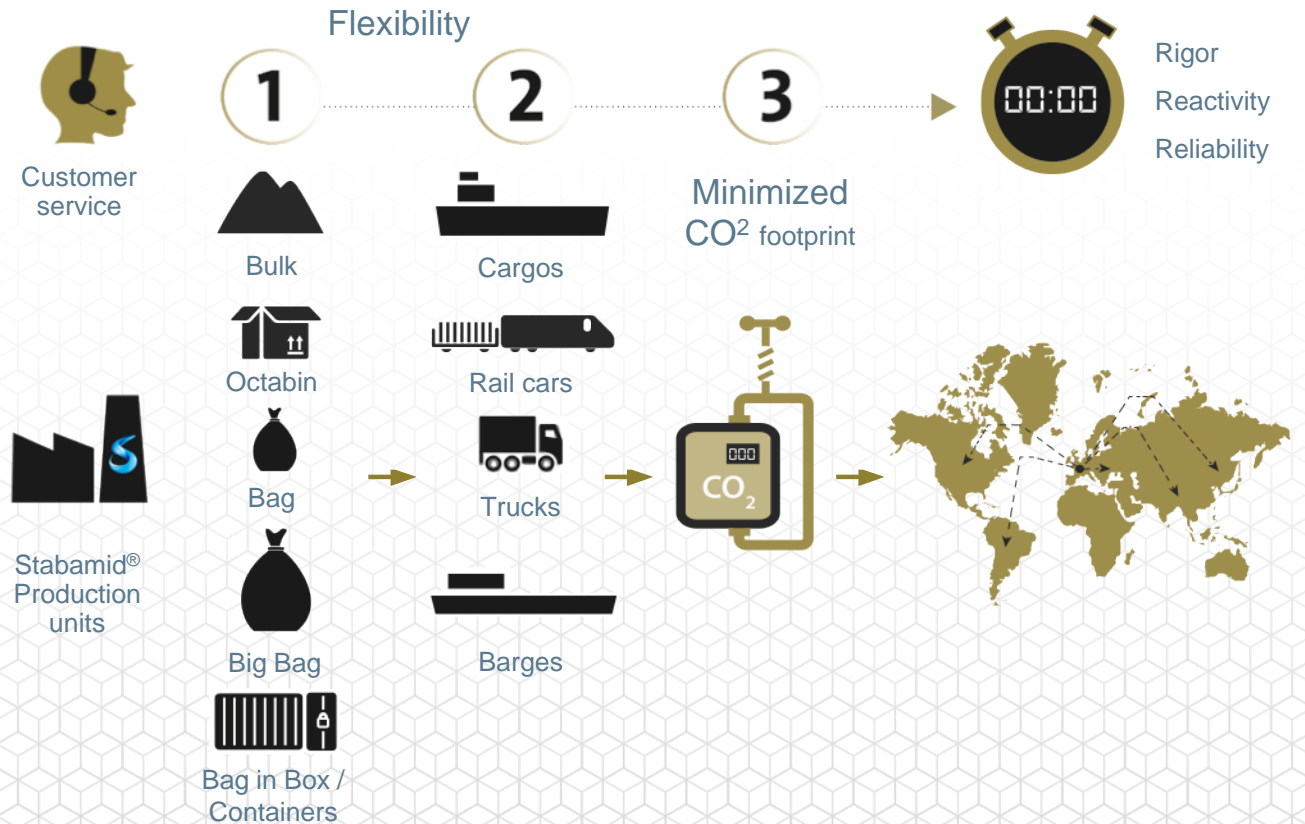 Flexibility
1
2
3
00:00
Rigor
Reactivity
Reliability
Customer
service
Bulk
Octabin
Bag
Big Bag
Bag in Box /
Containers
Cargos
Rail cars
Trucks
Barges
Minimized
CO² footprint
000
CO₂
Stabamid®
Production
units
S